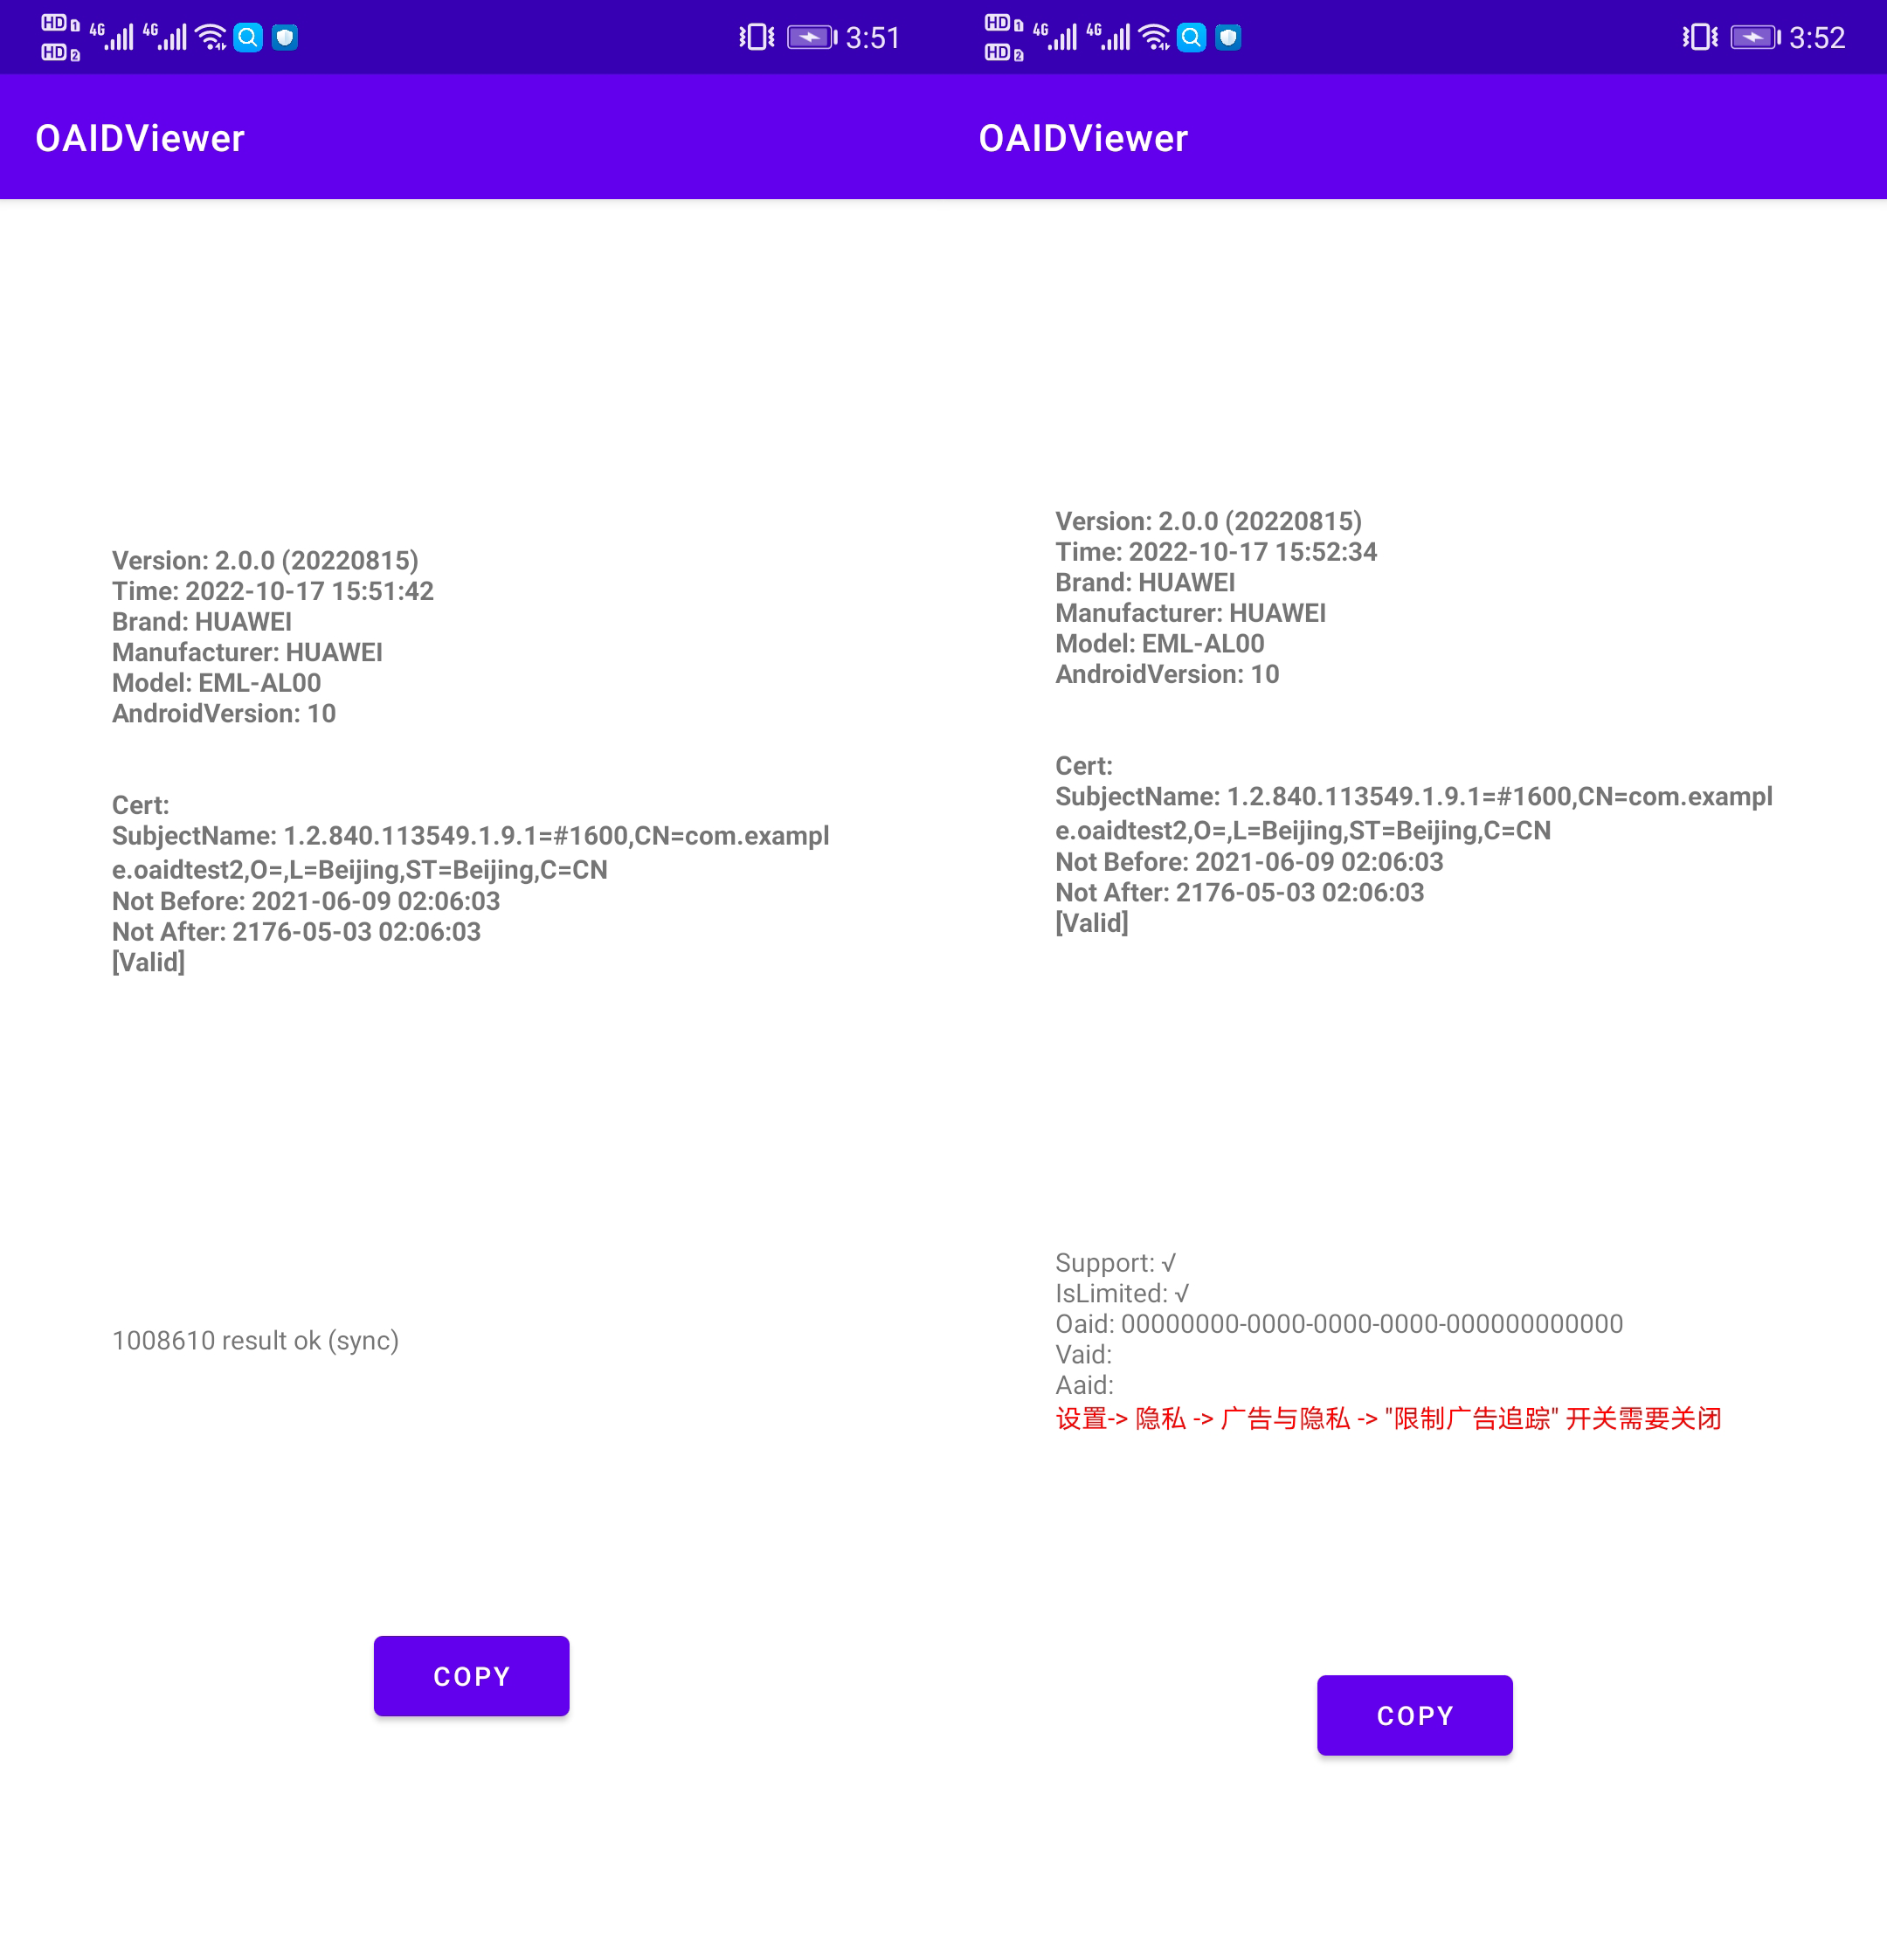 HD 1 4G 4G 3:51
HD 2
OAIDViewer
Version: 2.0.0 (20220815)
Time: 2022-10-17 15:51:42
Brand: HUAWEI
Manufacturer: HUAWEI
Model: EML-AL00
AndroidVersion: 10
Cert:
SubjectName: 1.2.840.113549.1.9.1=#1600,CN=com.exampl
e.oaidtest2,O=,L=Beijing,ST=Beijing,C=CN
Not Before: 2021-06-09 02:06:03
Not After: 2176-05-03 02:06:03
[Valid]
1008610 result ok (sync)
COPY
HD 1 4G 4G 3:52
HD 2
OAIDViewer
Version: 2.0.0 (20220815)
Time: 2022-10-17 15:52:34
Brand: HUAWEI
Manufacturer: HUAWEI
Model: EML-AL00
AndroidVersion: 10
Cert:
SubjectName: 1.2.840.113549.1.9.1=#1600,CN=com.exampl
e.oaidtest2,O=,L=Beijing,ST=Beijing,C=CN
Not Before: 2021-06-09 02:06:03
Not After: 2176-05-03 02:06:03
[Valid]
Support: √
IsLimited: √
Oaid: 00000000-0000-0000-0000-000000000000
Vaid:
Aaid:
设置-> 隐私 -> 广告与隐私 -> "限制广告追踪" 开关需要关闭
COPY